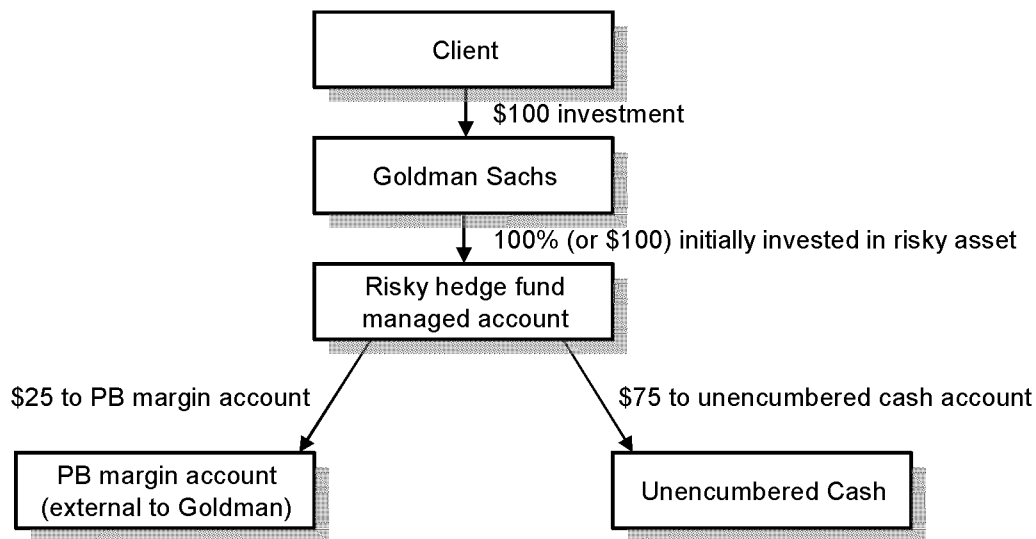 Client
$100 investment
Goldman Sachs
100% (or $100) initially invested in risky asset
Risky hedge fund
managed account
$25 to PB margin account
$75 to unencumbered cash account
PB margin account
(external to Goldman)
Unencumbered Cash